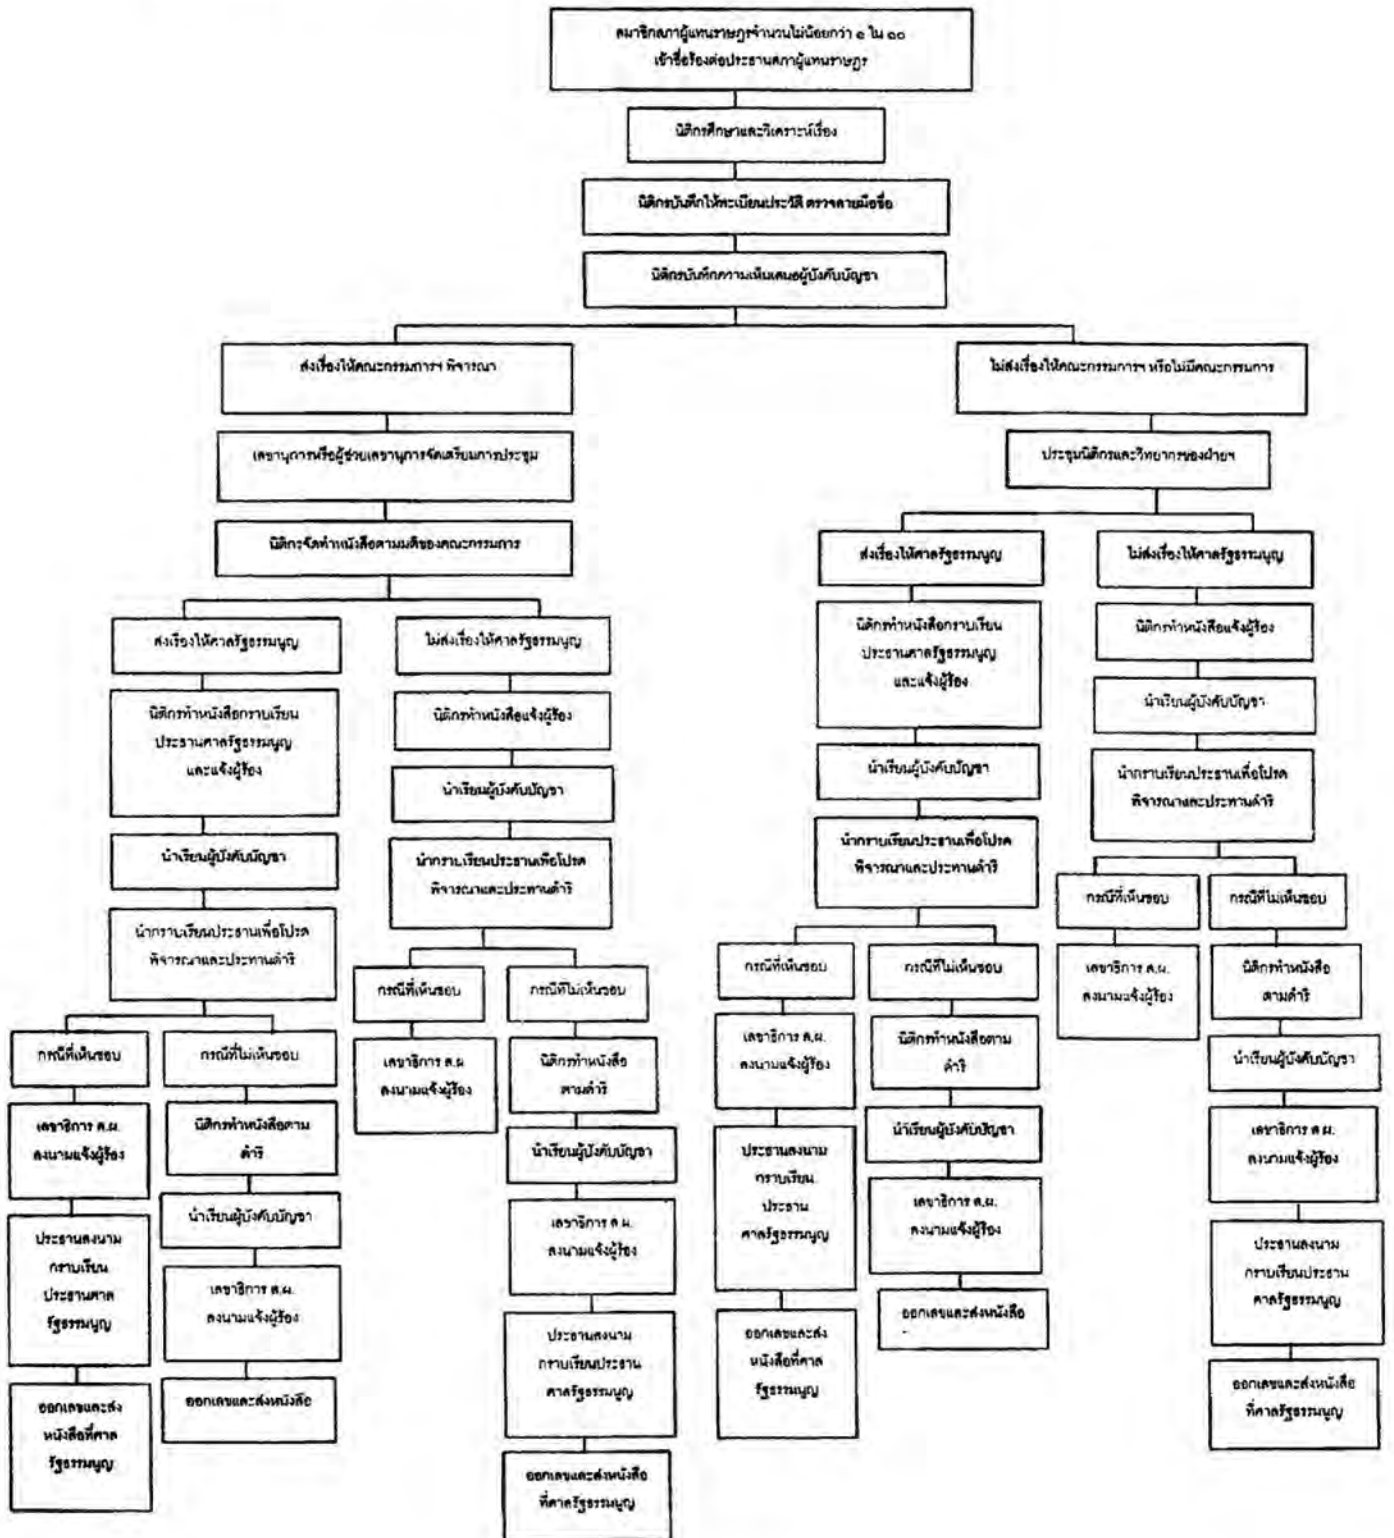 สมาชิกสภาผู้แทนราษฎรจำนวนไม่น้อยกว่า ๑ ใน ๑๐
เข้าชื่อร้องต่อประธานสภาผู้แทนราษฎร
นิติกรศึกษาและวิเคราะห์เรื่อง
นิติกรบันทึกให้ทะเบียนประวัติ ตรวจลายมือชื่อ
นิติกรบันทึกความเห็นเสนอผู้บังคับบัญชา
ส่งเรื่องให้คณะกรรมการฯ พิจารณา
เลขานุการหรือผู้ช่วยเลขานุการจัดเตรียมการประชุม
นิติกรจัดทำหนังสือตามมติของคณะกรรมการ
ส่งเรื่องให้ศาลรัฐธรรมนูญ
นิติกรทำหนังสือกราบเรียน
ประธานศาลรัฐธรรมนูญ
และแจ้งผู้ร้อง
นำเรียนผู้บังคับบัญชา
นำกราบเรียนประธานเพื่อโปรด
พิจารณาและประทานดำริ
กรณีที่เห็นชอบ
เลขาธิการ ส.ผ.
ลงนามแจ้งผู้ร้อง
ประธานลงนาม
กราบเรียน
ประธานศาล
รัฐธรรมนูญ
ออกเลขและส่ง
หนังสือที่ศาล
รัฐธรรมนูญ
กรณีที่ไม่เห็นชอบ
นิติกรทำหนังสือตาม
ดำริ
นำเรียนผู้บังคับบัญชา
เลขาธิการ ส.ผ.
ลงนามแจ้งผู้ร้อง
ออกเลขและส่งหนังสือ
ไม่ส่งเรื่องให้ศาลรัฐธรรมนูญ
นิติกรทำหนังสือแจ้งผู้ร้อง
นำเรียนผู้บังคับบัญชา
นำกราบเรียนประธานเพื่อโปรด
พิจารณาและประทานดำริ
กรณีที่เห็นชอบ
เลขาธิการ ส.ผ
ลงนามแจ้งผู้ร้อง
กรณีที่ไม่เห็นชอบ
นิติกรทำหนังสือ
ตามดำริ
นำเรียนผู้บังคับบัญชา
เลขาธิการ ส.ผ.
ลงนามแจ้งผู้ร้อง
ประธานลงนาม
กราบเรียนประธาน
ศาลรัฐธรรมนูญ
ออกเลขและส่งหนังสือ
ที่ศาลรัฐธรรมนูญ
ไม่ส่งเรื่องให้คณะกรรมการฯ หรือไม่มีคณะกรรมการ
ประชุมนิติกรและวิทยากรของฝ่ายฯ
ส่งเรื่องให้ศาลรัฐธรรมนูญ
นิติกรทำหนังสือกราบเรียน
ประธานศาลรัฐธรรมนูญ
และแจ้งผู้ร้อง
นำเรียนผู้บังคับบัญชา
นำกราบเรียนประธานเพื่อโปรด
พิจารณาและประทานดำริ
กรณีที่เห็นชอบ
เลขาธิการ ส.ผ.
ลงนามแจ้งผู้ร้อง
ประธานลงนาม
กราบเรียน
ประธาน
ศาลรัฐธรรมนูญ
ออกเลขและส่ง
หนังสือที่ศาล
รัฐธรรมนูญ
กรณีที่ไม่เห็นชอบ
นิติกรทำหนังสือตาม
ดำริ
นำเรียนผู้บังคับบัญชา
เลขาธิการ ส.ผ.
ลงนามแจ้งผู้ร้อง
ออกเลขและส่งหนังสือ
ไม่ส่งเรื่องให้ศาลรัฐธรรมนูญ
นิติกรทำหนังสือแจ้งผู้ร้อง
นำเรียนผู้บังคับบัญชา
นำกราบเรียนประธานเพื่อโปรด
พิจารณาและประทานดำริ
กรณีที่เห็นชอบ
เลขาธิการ ส.ผ.
ลงนามแจ้งผู้ร้อง
กรณีที่ไม่เห็นชอบ
นิติกรทำหนังสือ
ตามดำริ
นำเรียนผู้บังคับบัญชา
เลขาธิการ ส.ผ.
ลงนามแจ้งผู้ร้อง
ประธานลงนาม
กราบเรียนประธาน
ศาลรัฐธรรมนูญ
ออกเลขและส่งหนังสือ
ที่ศาลรัฐธรรมนูญ